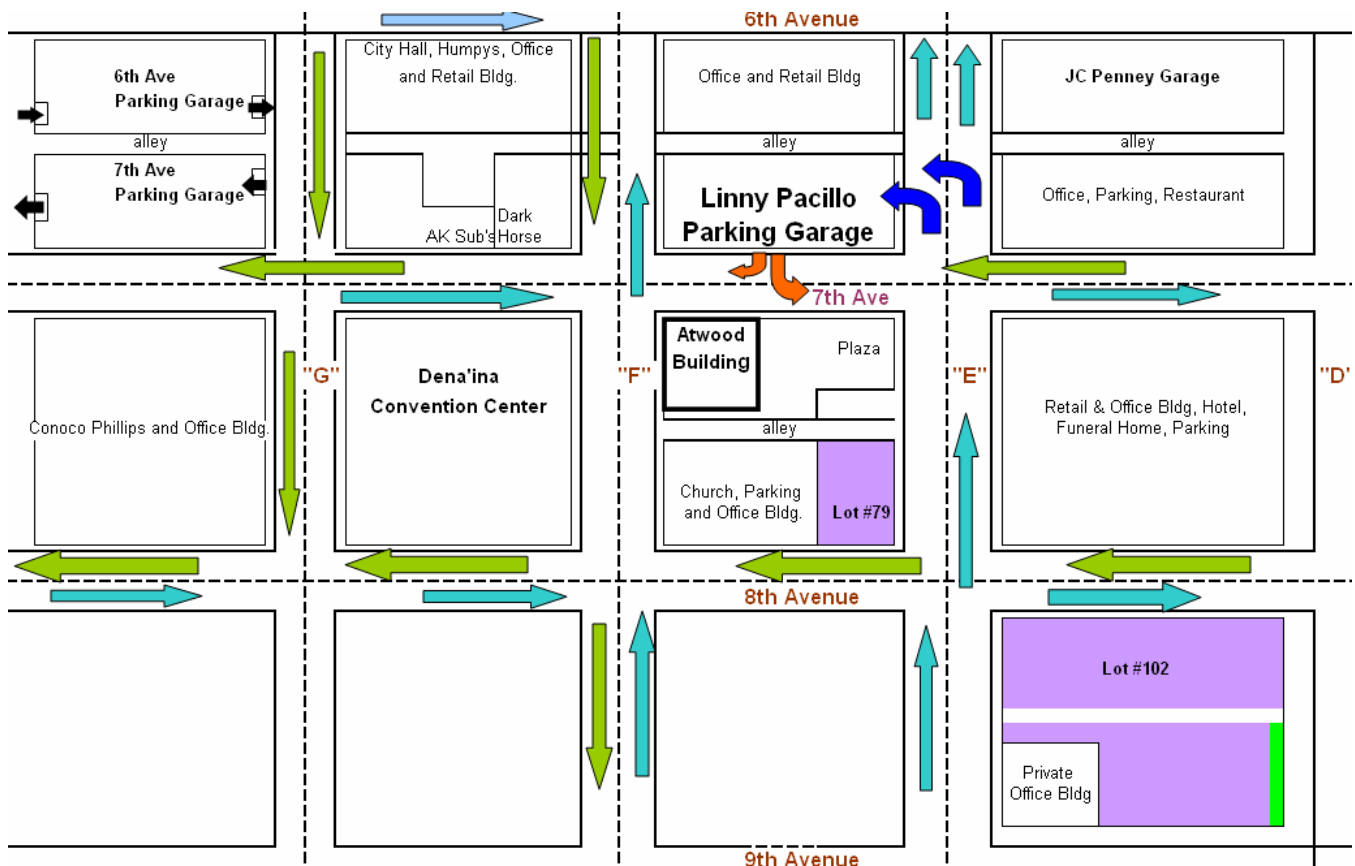 6th Avenue
City Hall, Humpys, Office
and Retail Bldg.
Office and Retail Bldg
6th Ave
Parking Garage
JC Penney Garage
alley
alley
alley
7th Ave
Parking Garage
Linny Pacillo
Parking Garage
Office, Parking, Restaurant
Dark
AK Sub's Horse
7th Ave
Atwood
Building
Plaza
"G"
Dena'ina
Convention Center
"F"
"E"
"D'
Conoco Phillips and Office Bldg.
Retail & Office Bldg, Hotel,
Funeral Home, Parking
alley
Church, Parking
and Office Bldg.
Lot #79
8th Avenue
Lot #102
Private
Office Bldg
9th Avenue